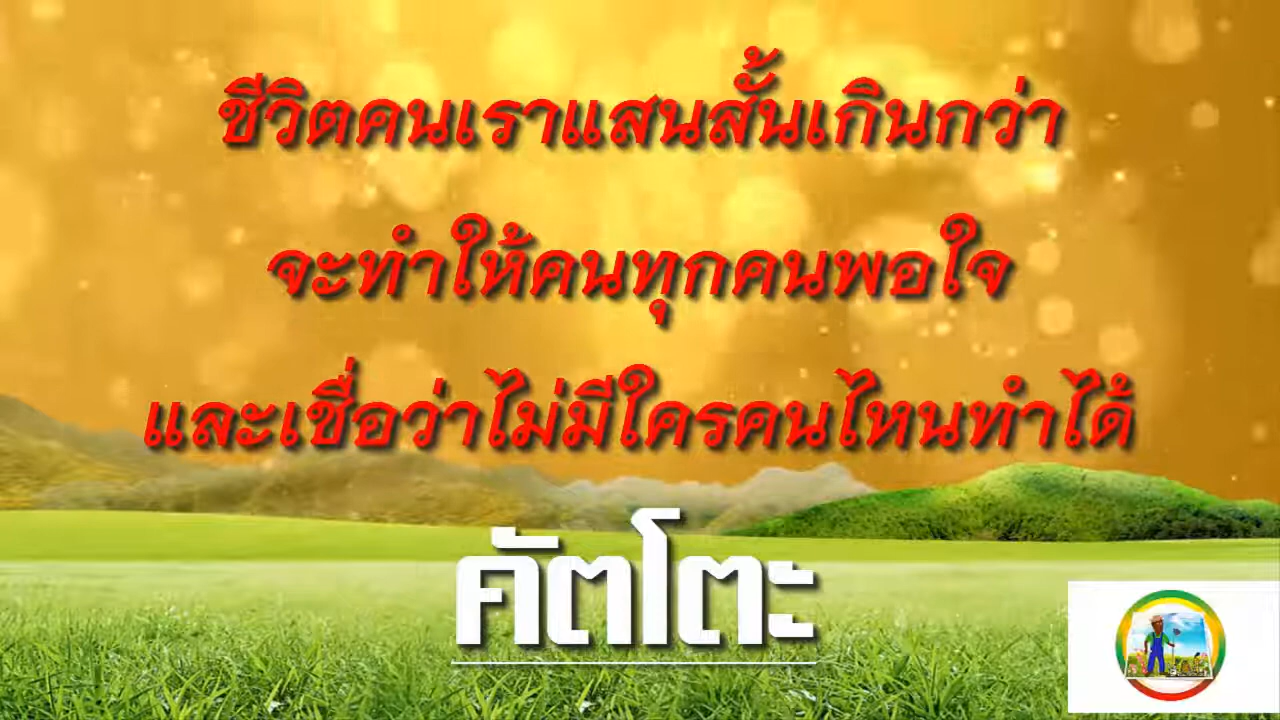 ชีวิตคนเราแสนสั้นเกินกว่า
จะทำให้คนทุกคนพอใจ
และเชื่อว่าไม่มีใครคนไหนทำได้
คัตโตะ